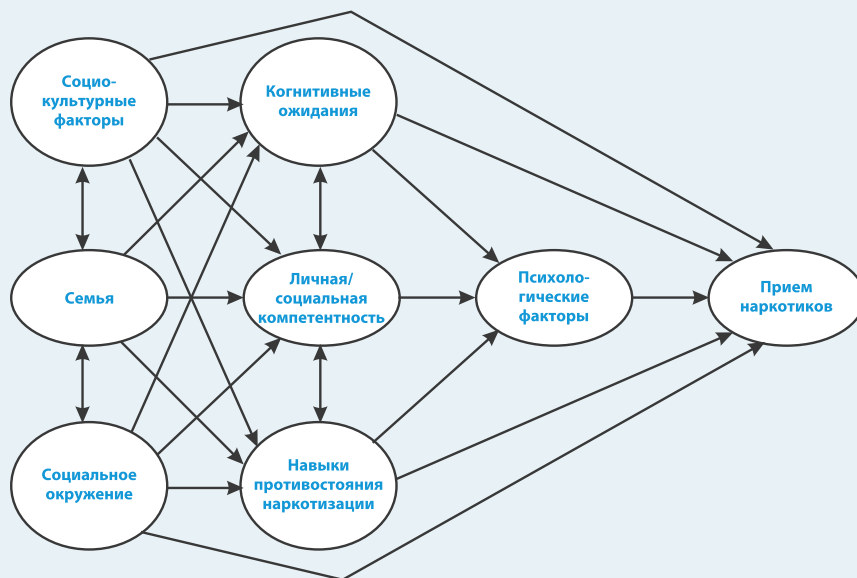 Социо-
культурные
факторы
Когнитивные
ожидания
Семья
Личная/
социальная
компетентность
Психоло-
гические
факторы
Прием
наркотиков
Социальное
окружение
Навыки
противостояния
наркотизации